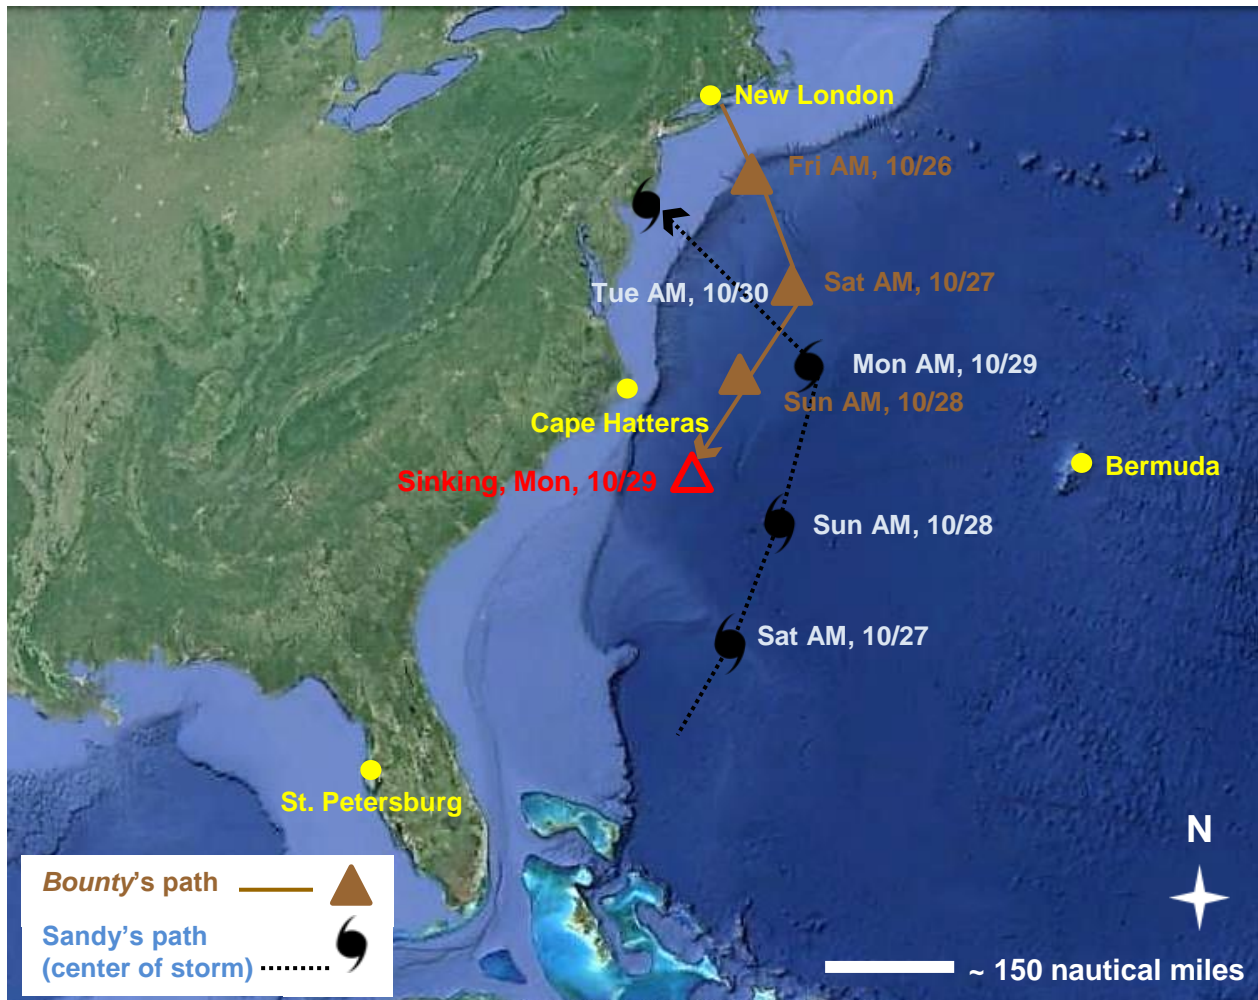 New London
Fri AM, 10/26
Sat AM, 10/27
Tue AM, 10/30
Mon AM, 10/29
Sun AM, 10/28
Cape Hatteras
Bermuda
Sinking, Mon, 10/29
Sun AM, 10/28
Sat AM, 10/27
St. Petersburg
N
Bounty's path
Sandy's path
(center of storm)
~ 150 nautical miles